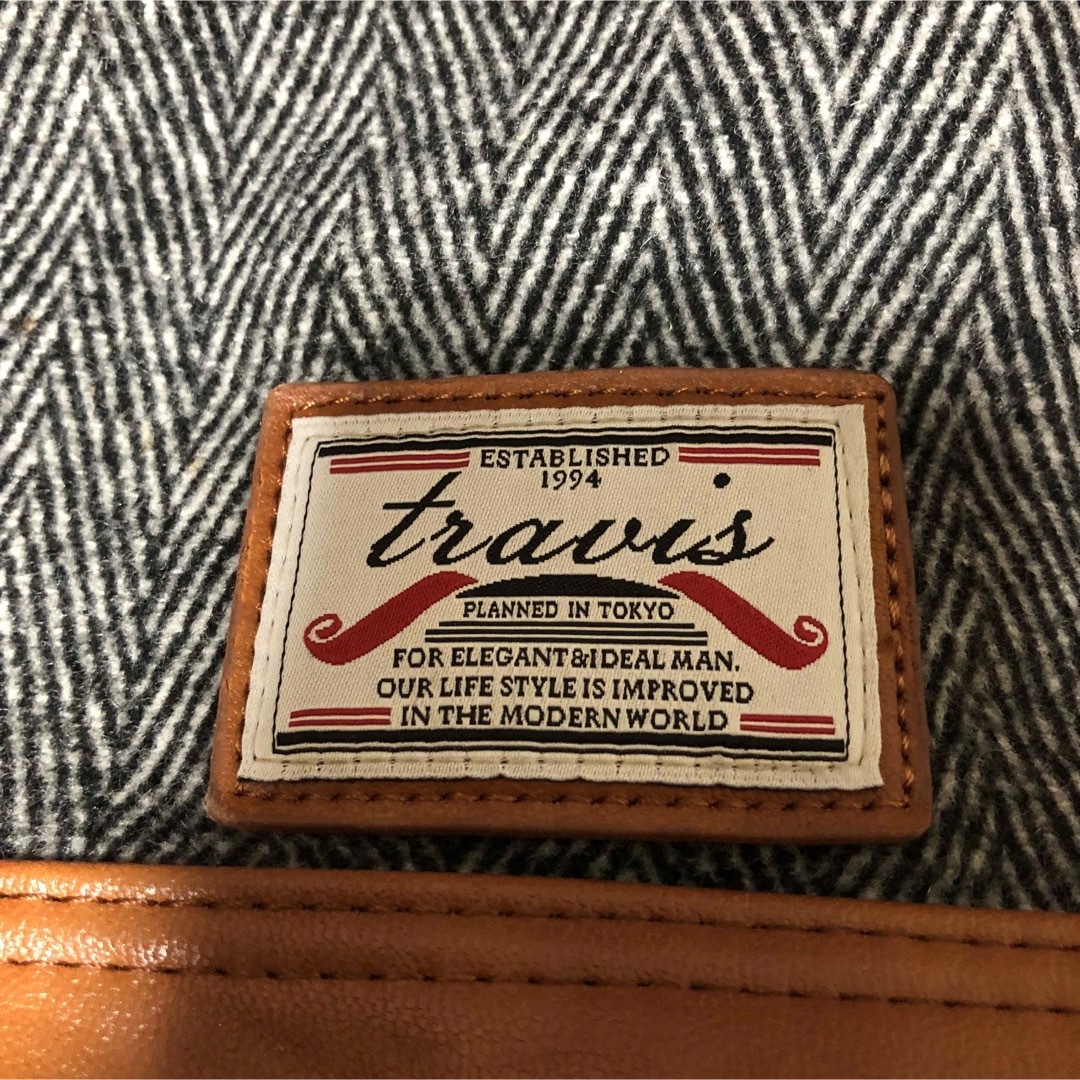 ESTABLISHED
1994
travis
PLANNED IN TOKYO
FOR ELEGANT&IDEAL MAN.
OUR LIFE STYLE IS IMPROVED
IN THE MODERN WORLD